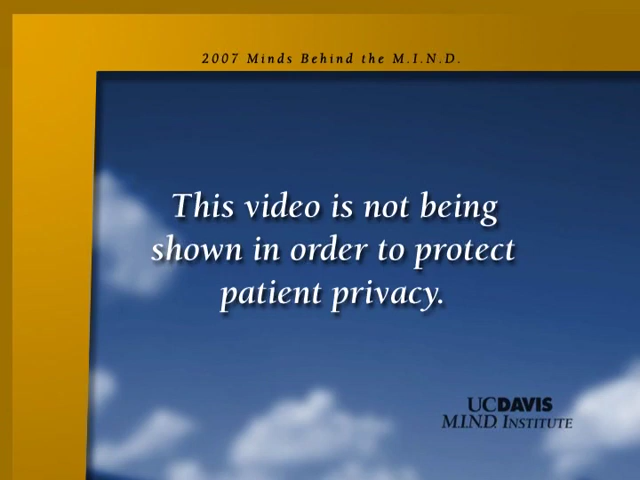 2007 Minds Behind the M.I.N.D.
This video is not being
shown in order to protect
patient privacy.
UCDAVIS
M.I.N.D. INSTITUTE